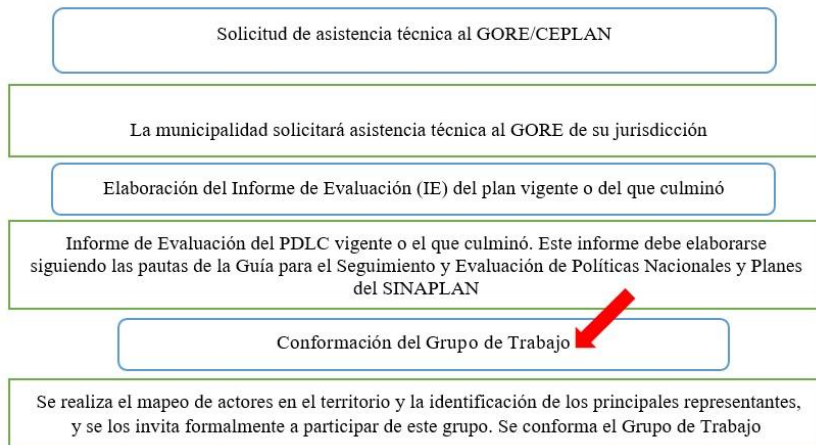 Solicitud de asistencia técnica al GORE/CEPLAN
La municipalidad solicitará asistencia técnica al GORE de su jurisdicción
Elaboración del Informe de Evaluación (IE) del plan vigente o del que culminó
Informe de Evaluación del PDLC vigente o el que culminó. Este informe debe elaborarse
siguiendo las pautas de la Guía para el Seguimiento y Evaluación de Políticas Nacionales y Planes
del SINAPLAN
Conformación del Grupo de Trabajo
Se realiza el mapeo de actores en el territorio y la identificación de los principales representantes,
y se los invita formalmente a participar de este grupo. Se conforma el Grupo de Trabajo